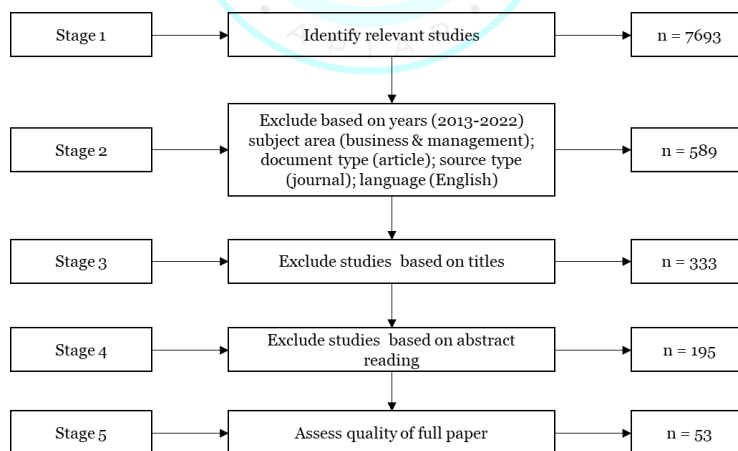 APTAR
Stage 1
Identify relevant studies
n = 7693
Stage 2
Exclude based on years (2013-2022)
subject area (business & management);
document type (article); source type
(journal); language (English)
n = 589
Stage 3
Exclude studies based on titles
n = 333
Stage 4
Exclude studies based on abstract
reading
n = 195
Stage 5
Assess quality of full paper
n = 53